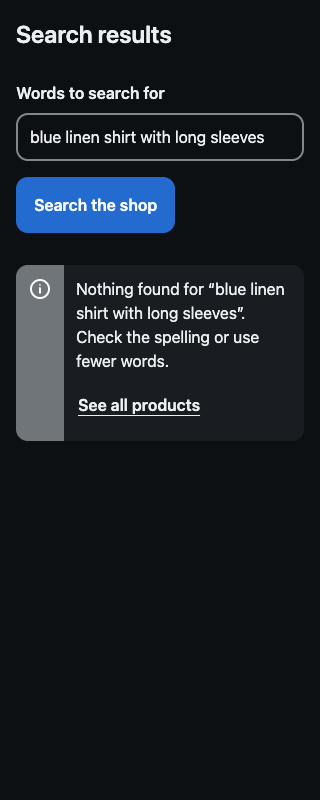 Search results
Words to search for
blue linen shirt with long sleeves
Search the shop
Nothing found for “blue linen
shirt with long sleeves”.
Check the spelling or use
fewer words.
See all products